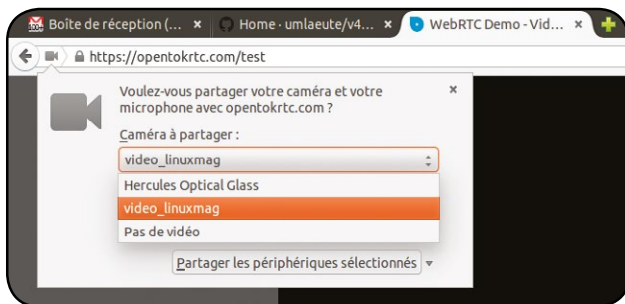 Boîte de réception (...
Home · umlaeute/v4...
WebRTC Demo - Vid...
https://opentokrtc.com/test
Voulez-vous partager votre caméra et votre
microphone avec opentokrtc.com ?
Caméra à partager :
video_linuxmag
Hercules Optical Glass
video_linuxmag
Pas de vidéo
Partager les périphériques sélectionnés